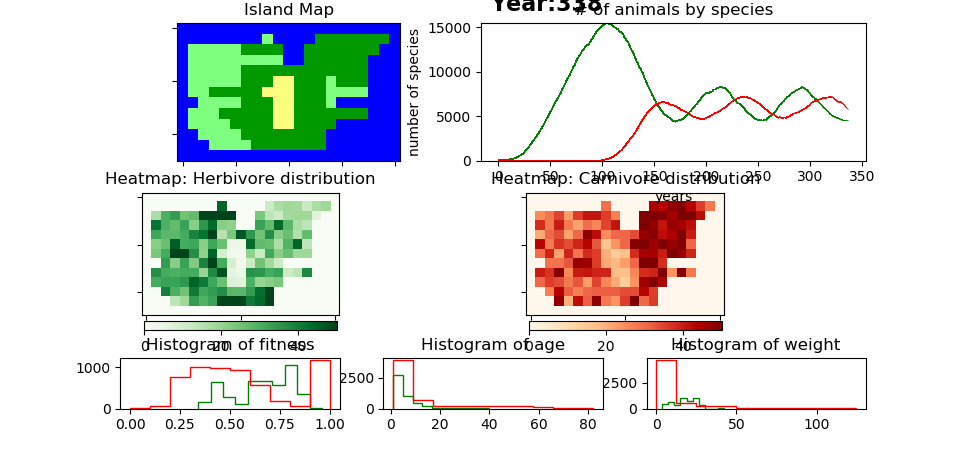 Year:338
Island Map
# of animals by species
number of species
15000
10000
5000
0
0 50 100 150 200 250 300 350
years
Heatmap: Herbivore distribution
Heatmap: Carnivore distribution
0 20 40
0 20 40
Histogram of fitness
Histogram of age
Histogram of weight
1000
0
0.00 0.25 0.50 0.75 1.00
2500
0
0 20 40 60 80
2500
0
0 50 100